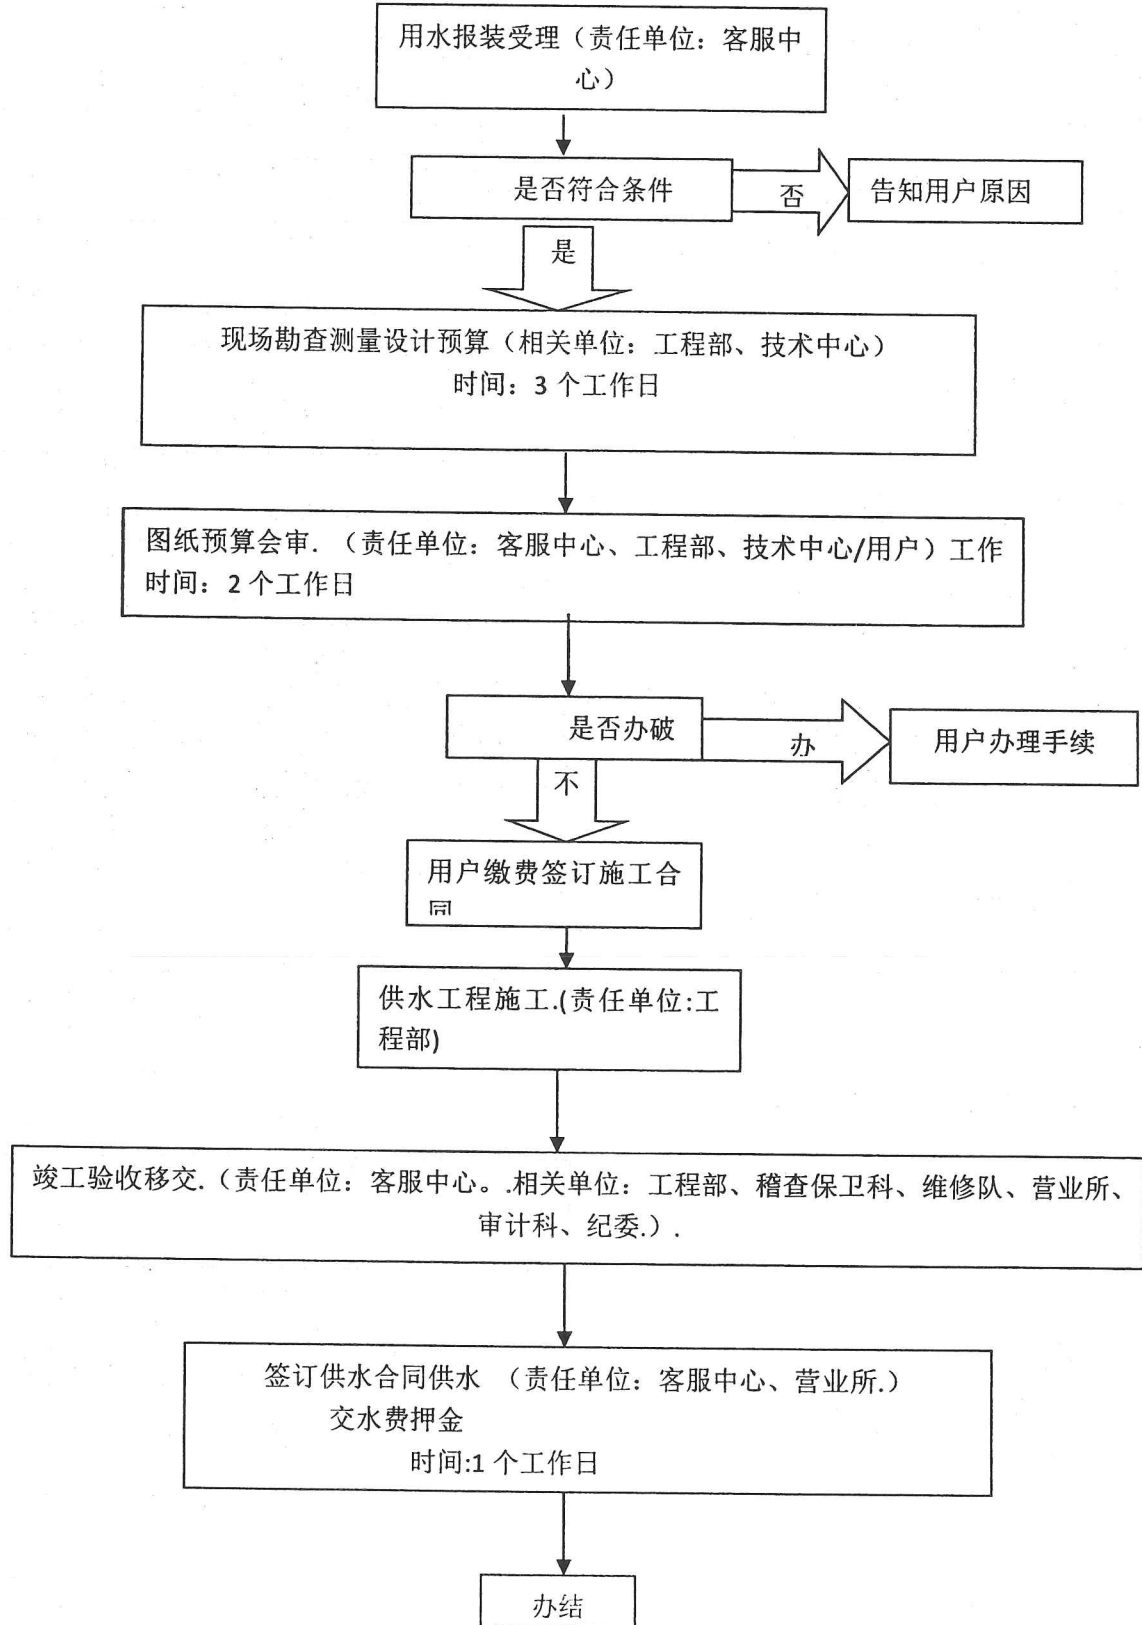 用水报装受理（责任单位：客服中
心）
是否符合条件
否
告知用户原因
是
现场勘查测量设计预算（相关单位：工程部、技术中心）
时间：3 个工作日
图纸预算会审. （责任单位：客服中心、工程部、技术中心/用户）工作
时间：2 个工作日
是否办破
办
用户办理手续
不
用户缴费签订施工合
同
供水工程施工.(责任单位:工
程部)
竣工验收移交.（责任单位：客服中心。.相关单位：工程部、稽查保卫科、维修队、营业所、
审计科、纪委.）.
签订供水合同供水 （责任单位：客服中心、营业所.）
交水费押金
时间:1 个工作日
办结